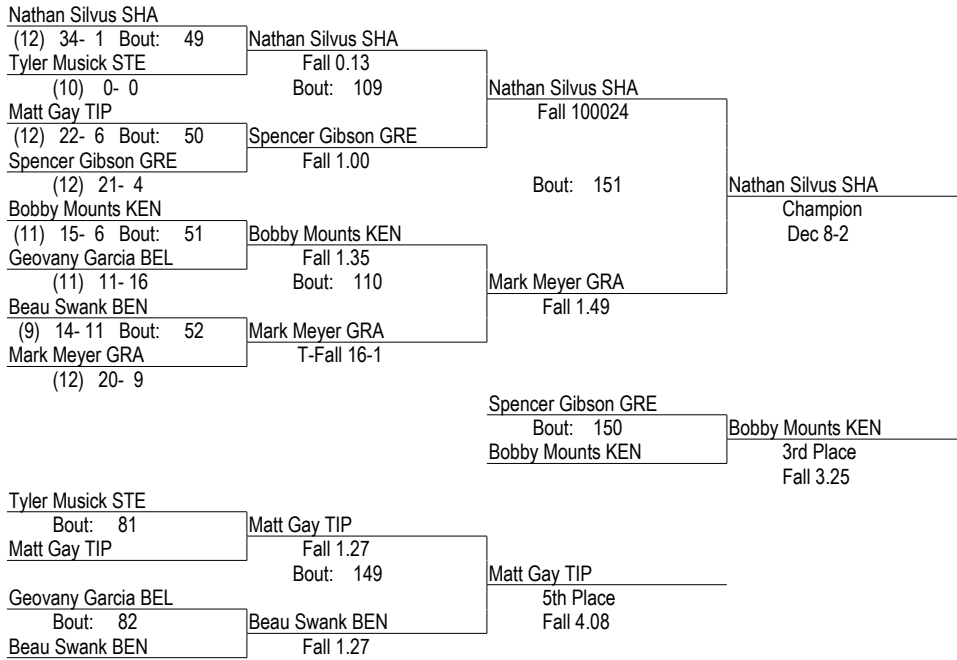 Nathan Silvus SHA
(12) 34- 1 Bout: 49 Nathan Silvus SHA
Tyler Musick STE Fall 0.13
(10) 0- 0 Bout: 109 Nathan Silvus SHA
Matt Gay TIP Fall 100024
(12) 22- 6 Bout: 50 Spencer Gibson GRE
Spencer Gibson GRE Fall 1.00
(12) 21- 4 Bout: 151 Nathan Silvus SHA
Bobby Mounts KEN Champion
(11) 15- 6 Bout: 51 Bobby Mounts KEN Dec 8-2
Geovany Garcia BEL Fall 1.35
(11) 11- 16 Bout: 110 Mark Meyer GRA
Beau Swank BEN Fall 1.49
(9) 14- 11 Bout: 52 Mark Meyer GRA
Mark Meyer GRA T-Fall 16-1
(12) 20- 9
Spencer Gibson GRE
Bout: 150 Bobby Mounts KEN
Bobby Mounts KEN 3rd Place
Fall 3.25
Tyler Musick STE
Bout: 81 Matt Gay TIP
Matt Gay TIP Fall 1.27
Bout: 149 Matt Gay TIP
Geovany Garcia BEL 5th Place
Bout: 82 Beau Swank BEN Fall 4.08
Beau Swank BEN Fall 1.27